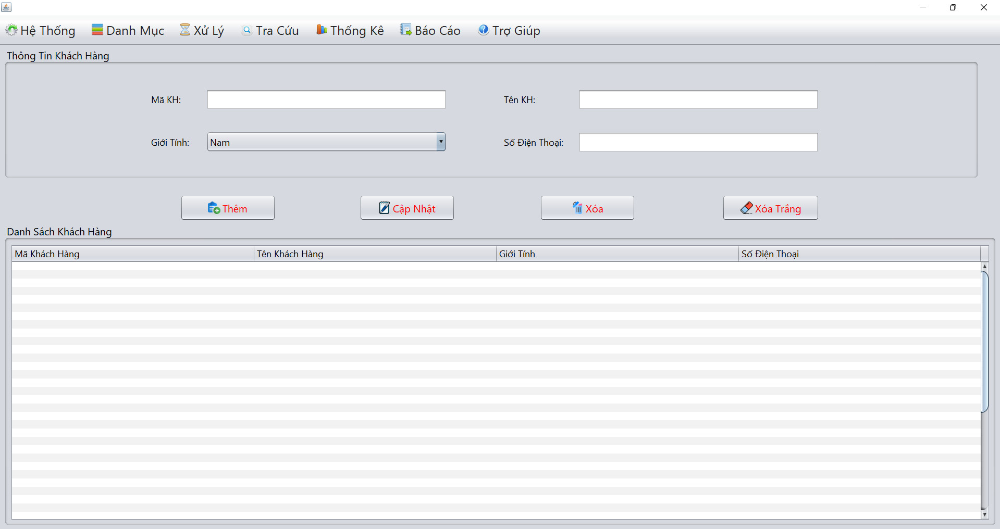 Hệ Thống Danh Mục Xử Lý Tra Cứu Thống Kê Báo Cáo Trợ Giúp
Thông Tin Khách Hàng
Mã KH: Tên KH:
Giới Tính: Nam Số Điện Thoại:
Thêm Cập Nhật Xóa Xóa Trắng
Danh Sách Khách Hàng
Mã Khách Hàng Tên Khách Hàng Giới Tính Số Điện Thoại